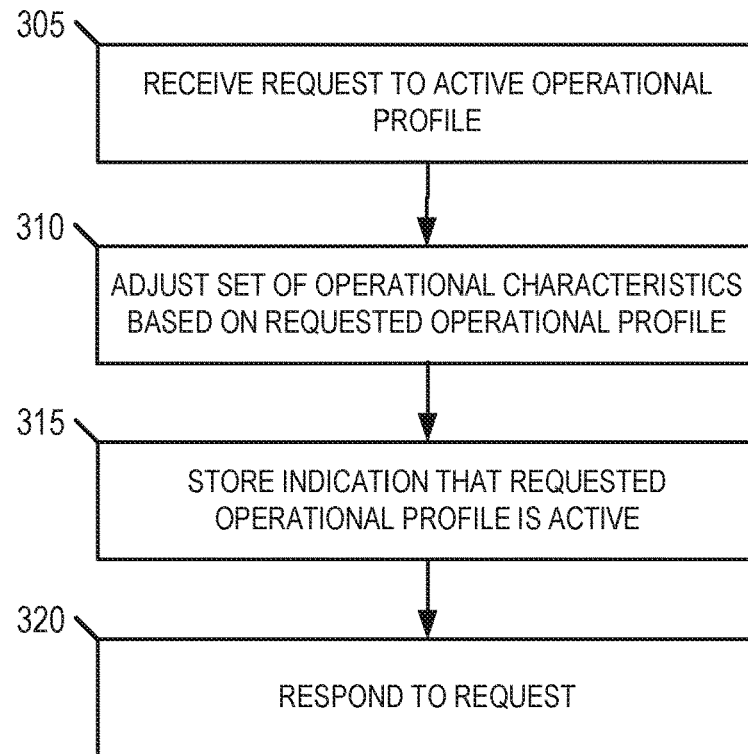 305
RECEIVE REQUEST TO ACTIVE OPERATIONAL
PROFILE
310
ADJUST SET OF OPERATIONAL CHARACTERISTICS
BASED ON REQUESTED OPERATIONAL PROFILE
315
STORE INDICATION THAT REQUESTED
OPERATIONAL PROFILE IS ACTIVE
320
RESPOND TO REQUEST